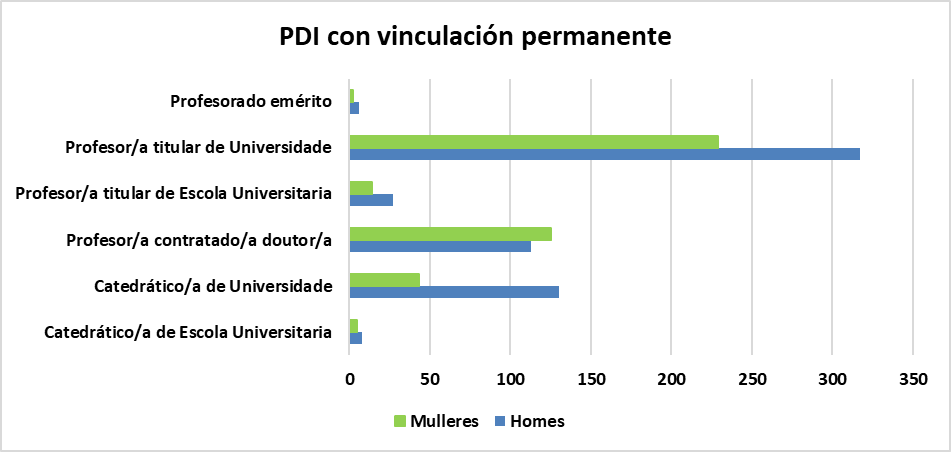 PDI con vinculación permanente
Profesorado emérito
Profesor/a titular de Universidade
Profesor/a titular de Escola Universitaria
Profesor/a contratado/a doutor/a
Catedrático/a de Universidade
Catedrático/a de Escola Universitaria
0 50 100 150 200 250 300 350
Mulleres Homes